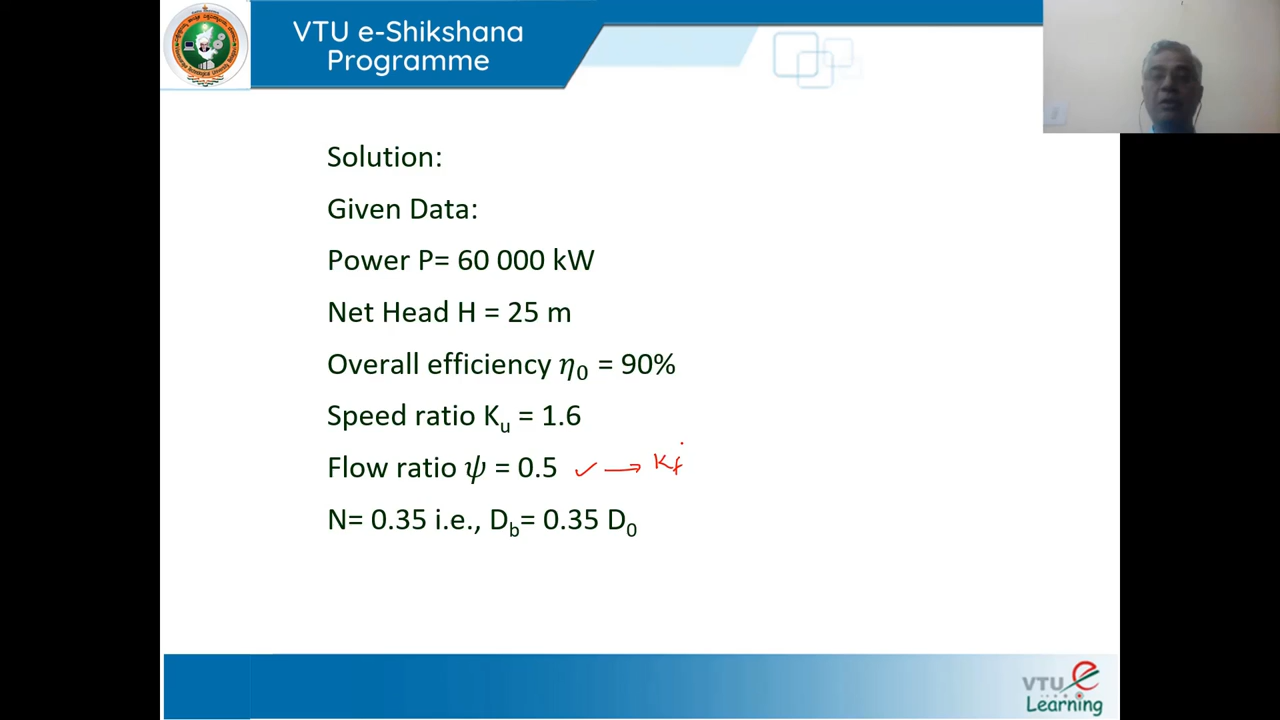 VTU e-Shikshana
Programme
Solution:
Given Data:
Power P= 60 000 kW
Net Head H = 25 m
Overall efficiency η₀ = 90%
Speed ratio Kᵤ = 1.6
Flow ratio ψ = 0.5 ✓ → Kf
N= 0.35 i.e., D_b= 0.35 D₀
VTU e
Learning